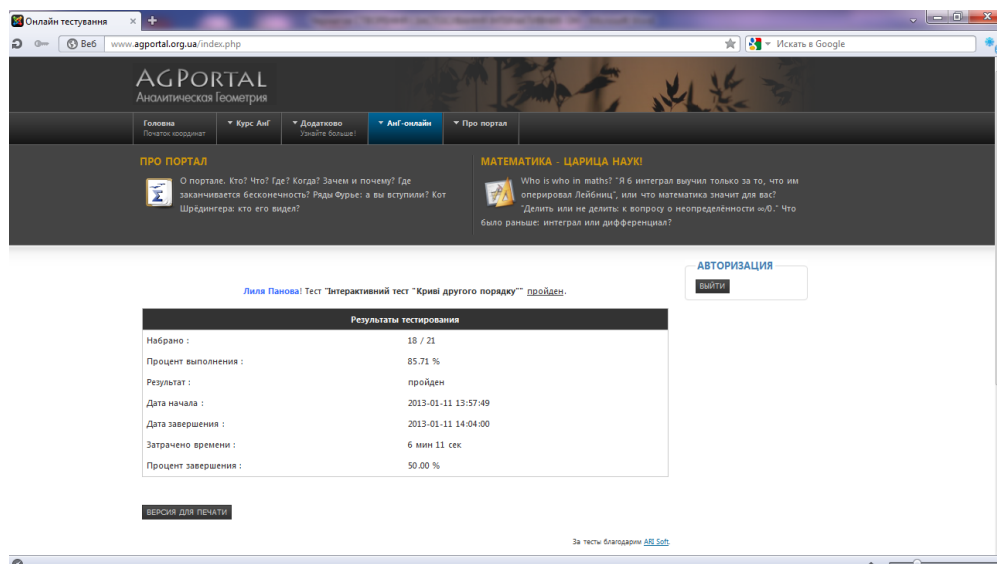 Онлайн тестування
Веб
www.agportal.org.ua/index.php
Искать в Google
AGPORTAL
Аналитическая Геометрия
Головна
Початок координат
Курс АнГ
Додатково
Узнайте больше!
АнГ-онлайн
Про портал
ПРО ПОРТАЛ
О портале. Кто? Что? Где? Когда? Зачем и почему? Где
заканчивается бесконечность? Ряды Фурье: а вы вступили? Кот
Шрёдингера: кто его видел?
МАТЕМАТИКА - ЦАРИЦА НАУК!
Who is who in maths? "Я б интеграл выучил только за то, что им
оперировал Лейбниц", или что математика значит для вас?
"Делить или не делить: к вопросу о неопределённости ∞/0." Что
было раньше: интеграл или дифференциал?
АВТОРИЗАЦИЯ
ВЫЙТИ
Лиля Панова! Тест "Інтерактивний тест "Криві другого порядку"" пройден.
Результаты тестирования
Набрано : 18 / 21
Процент выполнения : 85.71 %
Результат : пройден
Дата начала : 2013-01-11 13:57:49
Дата завершения : 2013-01-11 14:04:00
Затрачено времени : 6 мин 11 сек
Процент завершения : 50.00 %
ВЕРСИЯ ДЛЯ ПЕЧАТИ
За тесты благодарим ARI Soft.